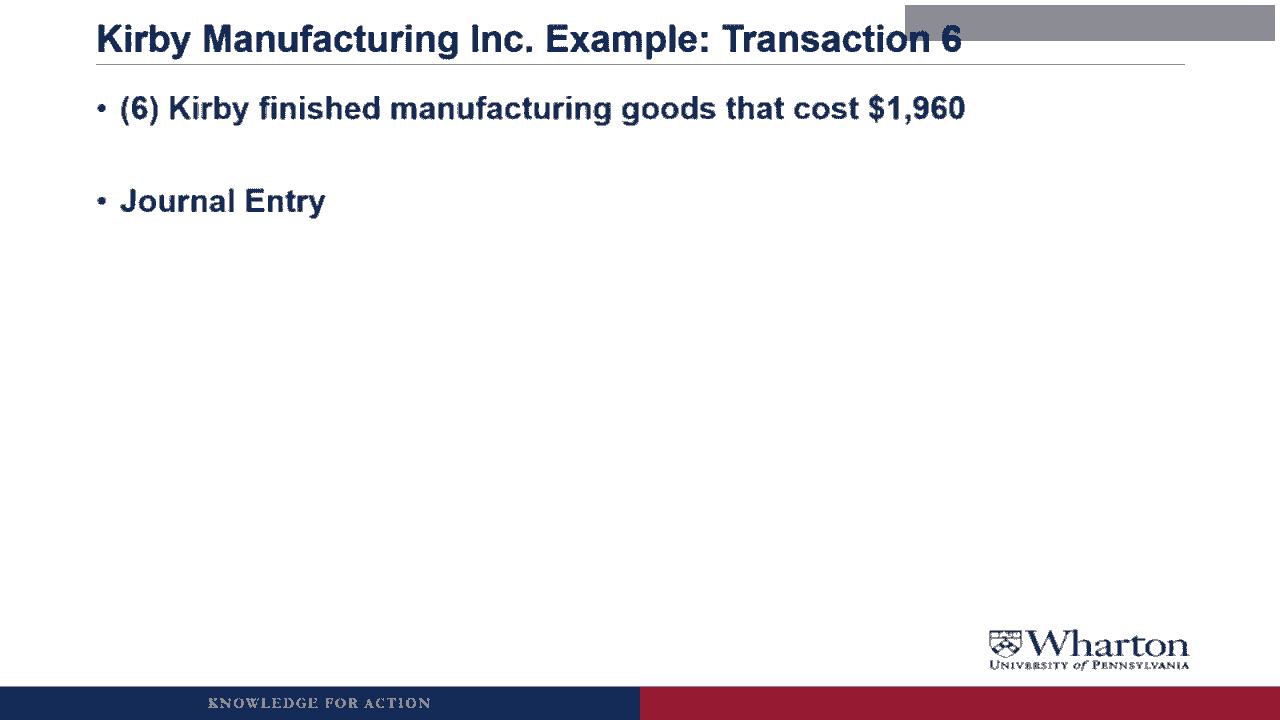 Kirby Manufacturing Inc. Example: Transaction 6
• (6) Kirby finished manufacturing goods that cost $1,960
• Journal Entry
Wharton
UNIVERSITY of PENNSYLVANIA
KNOWLEDGE FOR ACTION